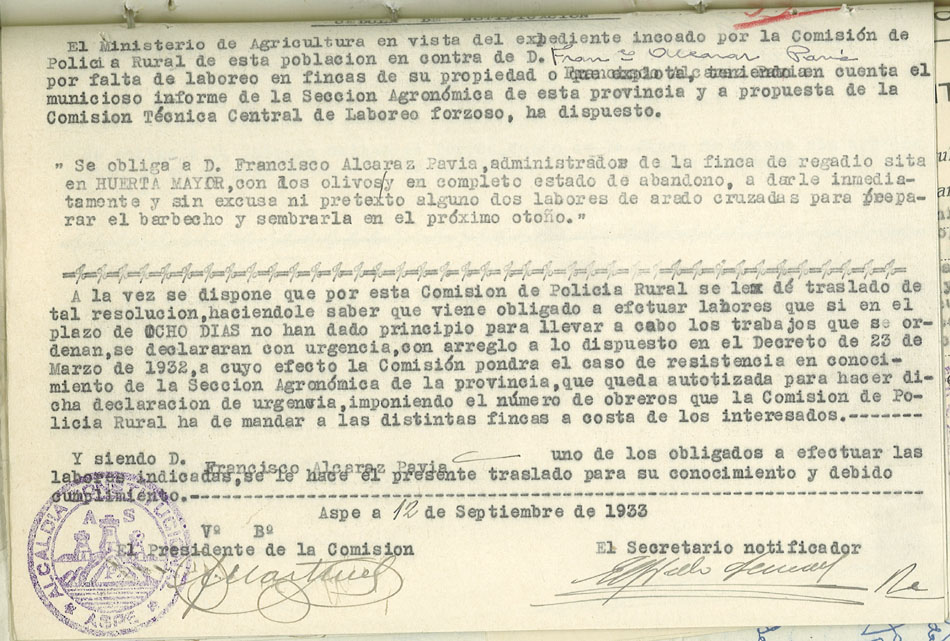 CEDULA DE NOTIFICACION
El Ministerio de Agricultura en vista del expediente incoado por la Comisión de
Policia Rural de esta poblacion en contra de D. Franco Alcaraz Pavia
por falta de laboreo en fincas de su propiedad o que explota, teniendo en cuenta el
Francisco Alcaraz Pavia
municioso informe de la Seccion Agronómica de esta provincia y a propuesta de la
Comision Técnica Central de Laboreo forzoso, ha dispuesto.
" Se obliga a D. Francisco Alcaraz Pavia,administrador de la finca de regadio sita
en HUERTA MAYOR,con dos olivos/y en completo estado de abandono, a darle inmedia-
tamente y sin excusa ni pretexto alguno dos labores de arado cruzadas para prepa-
rar el barbecho y sembrarla en el próximo otoño."
A la vez se dispone que por esta Comision de Policia Rural se lex dé traslado de
tal resolucion,haciendole saber que viene obligado a efctuar labores que si en el
plazo de OCHO DIAS no han dado principio para llevar a cabo los trabajos que se or-
denan,se declararan con urgencia,con arreglo a lo dispuesto en el Decreto de 23 de
Marzo de 1932,a cuyo efecto la Comisión pondra el caso de resistencia en conoci-
miento de la Seccion Agronómica de la provincia,que queda autotizada para hacer di-
cha declaracion de urgensia,imponiendo el número de obreros que la Comision de Po-
licia Rural ha de mandar a las distintas fincas a costa de los interesados.-------
Y siendo D. Francisco Alcaraz Pavia uno de los obligados a efectuar las
labores indicadas,se le hace el presente traslado para su conocimiento y debido
cumplimiento.------
Aspe a 12 de Septiembre de 1933
Vº Bº
El Presidente de la Comision El Secretario notificador
ALCALDIA CONSTITUCIONAL
A S P E
ASPE